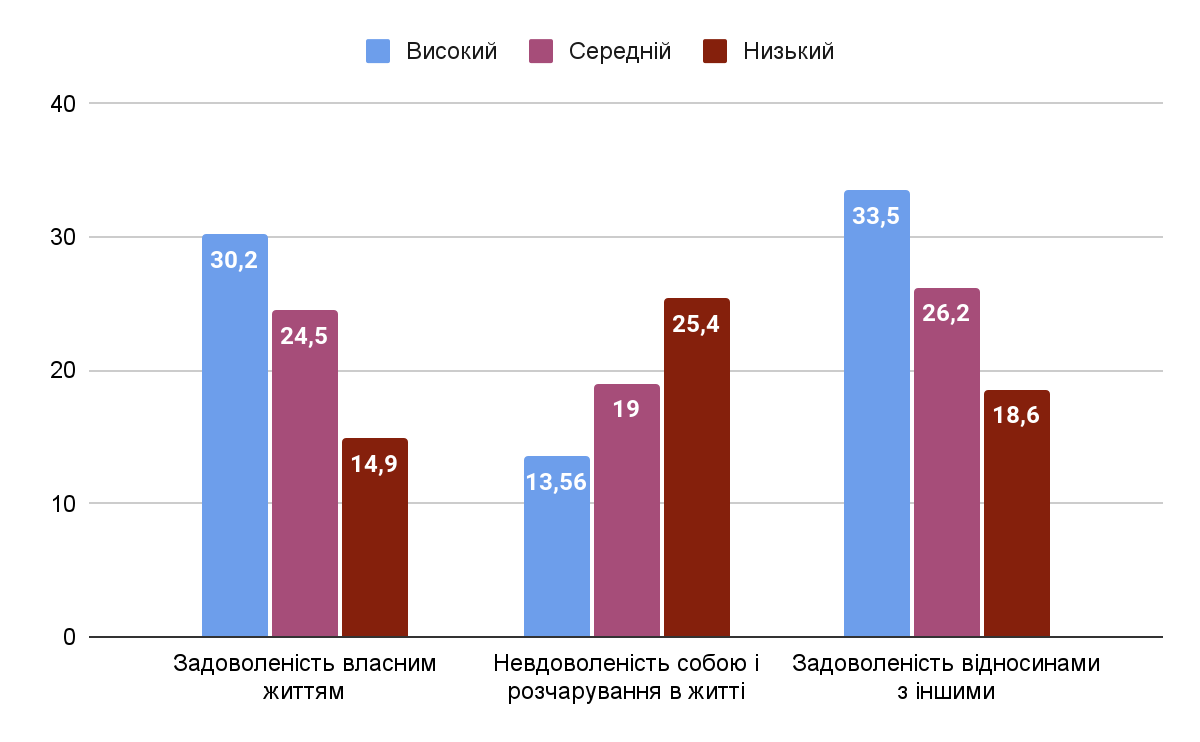 Високий Середній Низький
40
30
20
10
0
30,2
24,5
14,9
13,56
19
25,4
33,5
26,2
18,6
Задоволеність власним
життям
Невдоволеність собою і
розчарування в житті
Задоволеність відносинами
з іншими